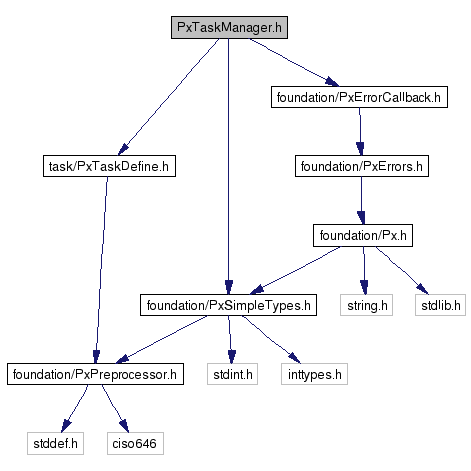 PxTaskManager.h
foundation/PxErrorCallback.h
task/PxTaskDefine.h
foundation/PxErrors.h
foundation/Px.h
foundation/PxSimpleTypes.h
string.h
stdlib.h
foundation/PxPreprocessor.h
stdint.h
inttypes.h
stddef.h
ciso646